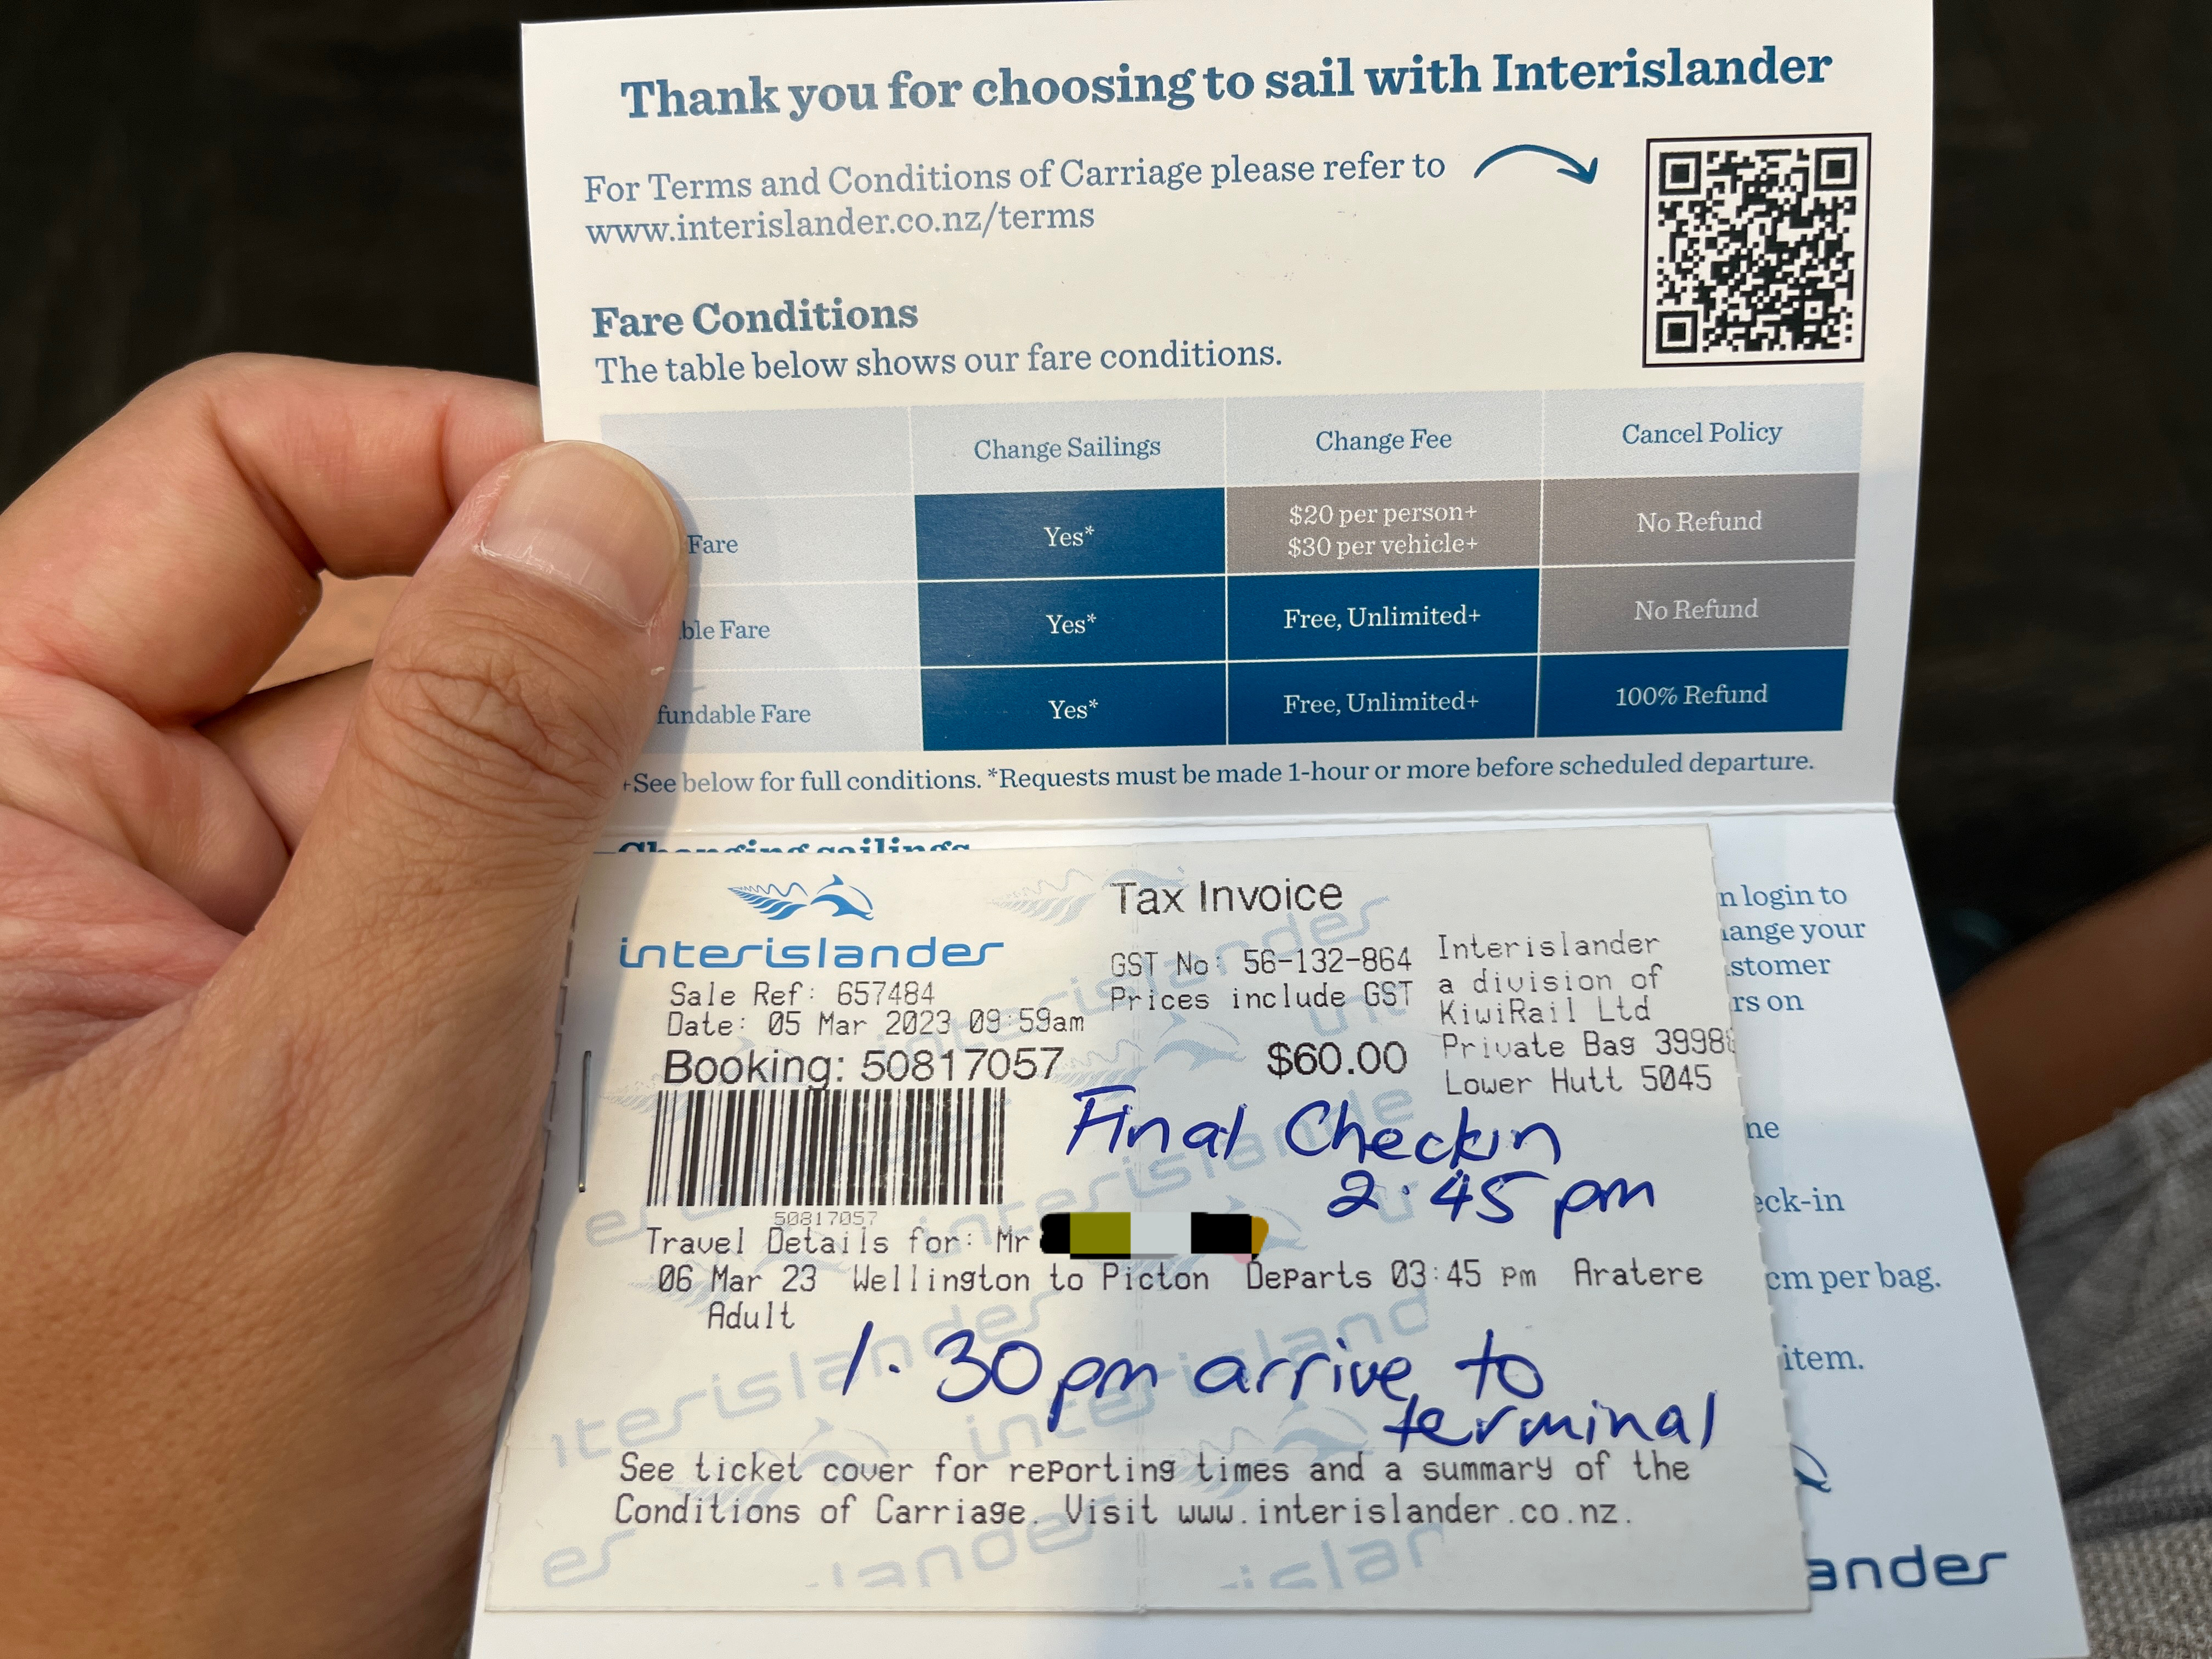 Thank you for choosing to sail with Interislander
For Terms and Conditions of Carriage please refer to
www.interislander.co.nz/terms
Fare Conditions
The table below shows our fare conditions.
Change Sailings Change Fee Cancel Policy
Fare Yes* $20 per person+ No Refund
$30 per vehicle+
ble Fare Yes* Free, Unlimited+ No Refund
fundable Fare Yes* Free, Unlimited+ 100% Refund
+See below for full conditions. *Requests must be made 1-hour or more before scheduled departure.
Changing sailings
interislander
Sale Ref: 657484
Date: 05 Mar 2023 09:59am
Booking: 50817057
50817057
Tax Invoice
GST No: 56-132-864
Prices include GST
$60.00
Interislander
a division of
KiwiRail Ltd
Private Bag 39988
Lower Hutt 5045
Final Checkin
2.45 pm
Travel Details for: Mr
06 Mar 23 Wellington to Picton Departs 03:45 pm Aratere
Adult
1.30 pm arrive to
terminal
See ticket cover for reporting times and a summary of the
Conditions of Carriage. Visit www.interislander.co.nz.
n login to
ange your
stomer
rs on
ne
eck-in
cm per bag.
item.
ander